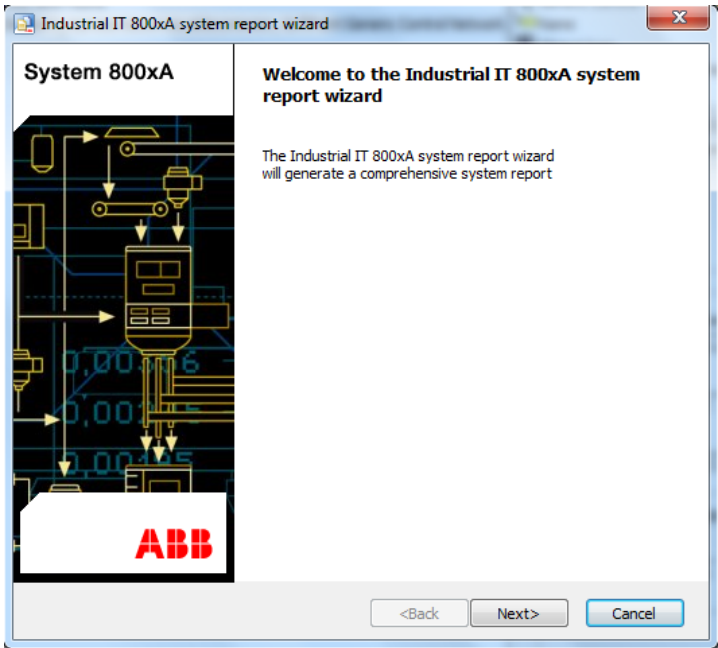 Industrial IT 800xA system report wizard
System 800xA
Welcome to the Industrial IT 800xA system
report wizard
The Industrial IT 800xA system report wizard
will generate a comprehensive system report
ABB
<Back
Next>
Cancel